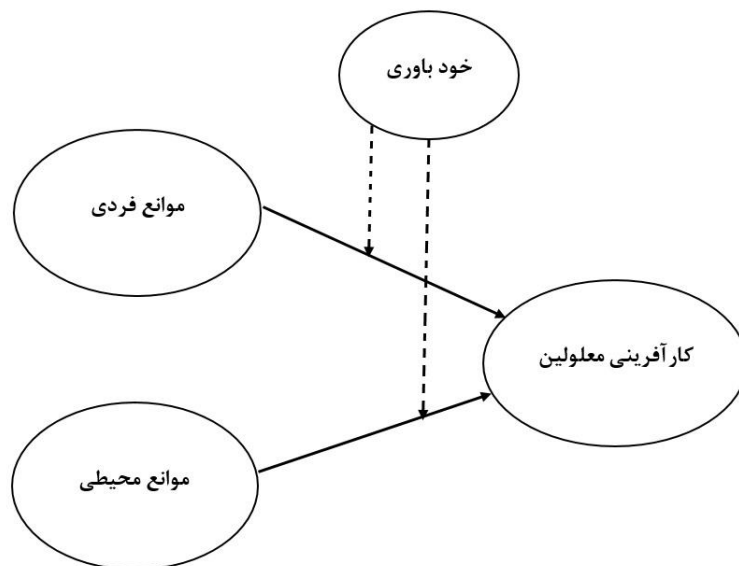 خود باوری
موانع فردی
کارآفرینی معلولین
موانع محیطی